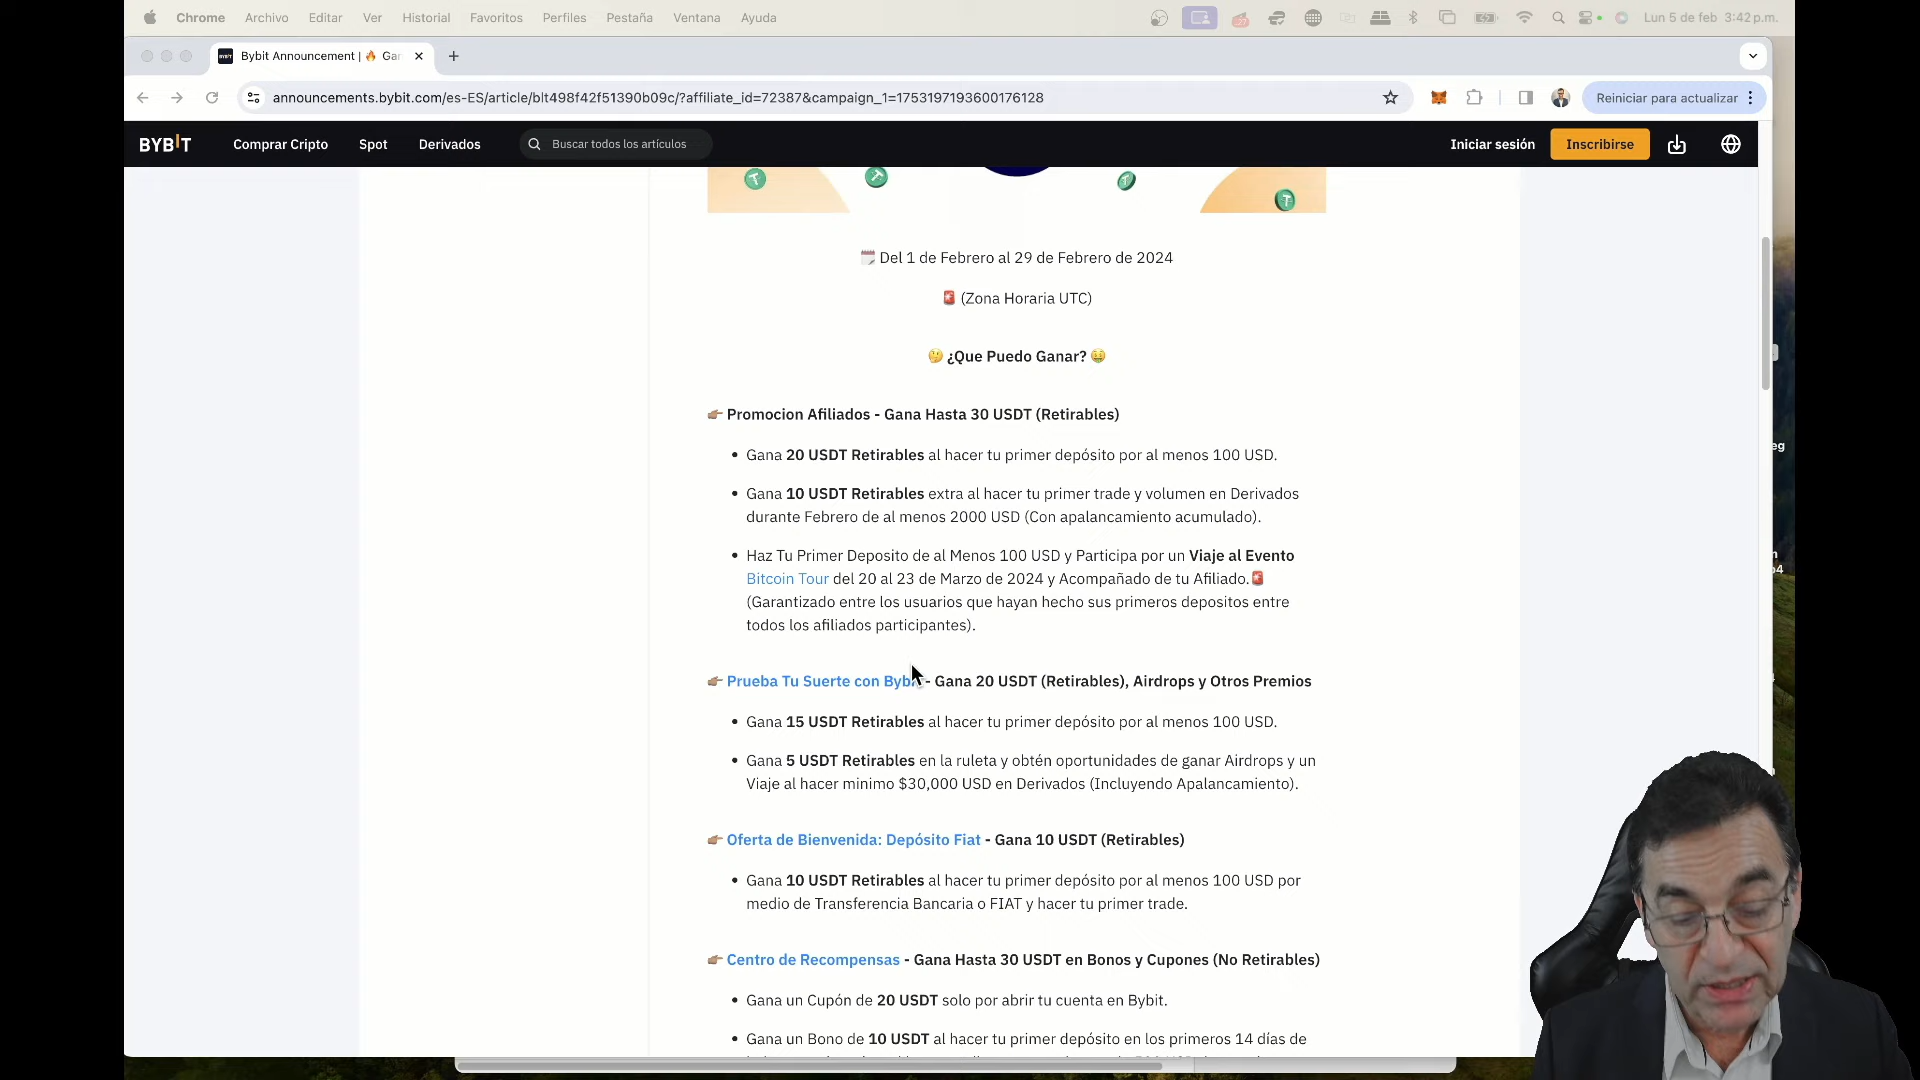 Chrome Archivo Editar Ver Historial Favoritos Perfiles Pestaña Ventana Ayuda Lun 5 de feb 3:42 p.m.
Bybit Announcement | 🔥 Gar
announcements.bybit.com/es-ES/article/blt498f42f51390b09c/?affiliate_id=72387&campaign_1=1753197193600176128 Reiniciar para actualizar
BYBIT Comprar Cripto Spot Derivados Buscar todos los artículos Iniciar sesión Inscribirse
🗓️ Del 1 de Febrero al 29 de Febrero de 2024
🚨 (Zona Horaria UTC)
🤔 ¿Que Puedo Ganar? 🤑
👉🏽 Promocion Afiliados - Gana Hasta 30 USDT (Retirables)
• Gana 20 USDT Retirables al hacer tu primer depósito por al menos 100 USD.
• Gana 10 USDT Retirables extra al hacer tu primer trade y volumen en Derivados
durante Febrero de al menos 2000 USD (Con apalancamiento acumulado).
• Haz Tu Primer Deposito de al Menos 100 USD y Participa por un Viaje al Evento
Bitcoin Tour del 20 al 23 de Marzo de 2024 y Acompañado de tu Afiliado.🚨
(Garantizado entre los usuarios que hayan hecho sus primeros depositos entre
todos los afiliados participantes).
👉🏽 Prueba Tu Suerte con Byb - Gana 20 USDT (Retirables), Airdrops y Otros Premios
• Gana 15 USDT Retirables al hacer tu primer depósito por al menos 100 USD.
• Gana 5 USDT Retirables en la ruleta y obtén oportunidades de ganar Airdrops y un
Viaje al hacer minimo $30,000 USD en Derivados (Incluyendo Apalancamiento).
👉🏽 Oferta de Bienvenida: Depósito Fiat - Gana 10 USDT (Retirables)
• Gana 10 USDT Retirables al hacer tu primer depósito por al menos 100 USD por
medio de Transferencia Bancaria o FIAT y hacer tu primer trade.
👉🏽 Centro de Recompensas - Gana Hasta 30 USDT en Bonos y Cupones (No Retirables)
• Gana un Cupón de 20 USDT solo por abrir tu cuenta en Bybit.
• Gana un Bono de 10 USDT al hacer tu primer depósito en los primeros 14 días de